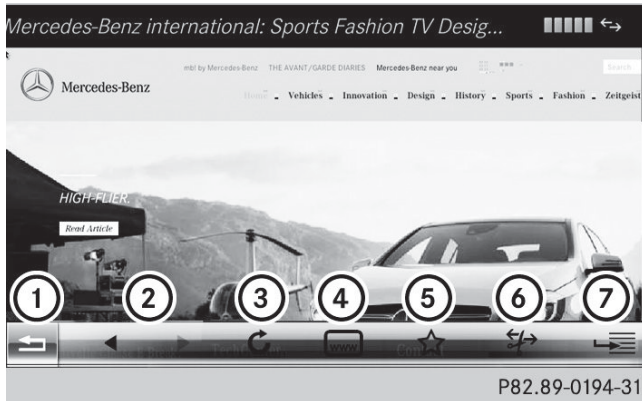 Mercedes-Benz international: Sports Fashion TV Desig...
mb! by Mercedes-Benz THE AVANT/GARDE DIARIES Mercedes-Benz near you Search
Mercedes-Benz
Home Vehicles Innovation Design History Sports Fashion Zeitgeist
HIGH-FLIER.
Read Article
1 2 3 4 5 6 7
www
P82.89-0194-31